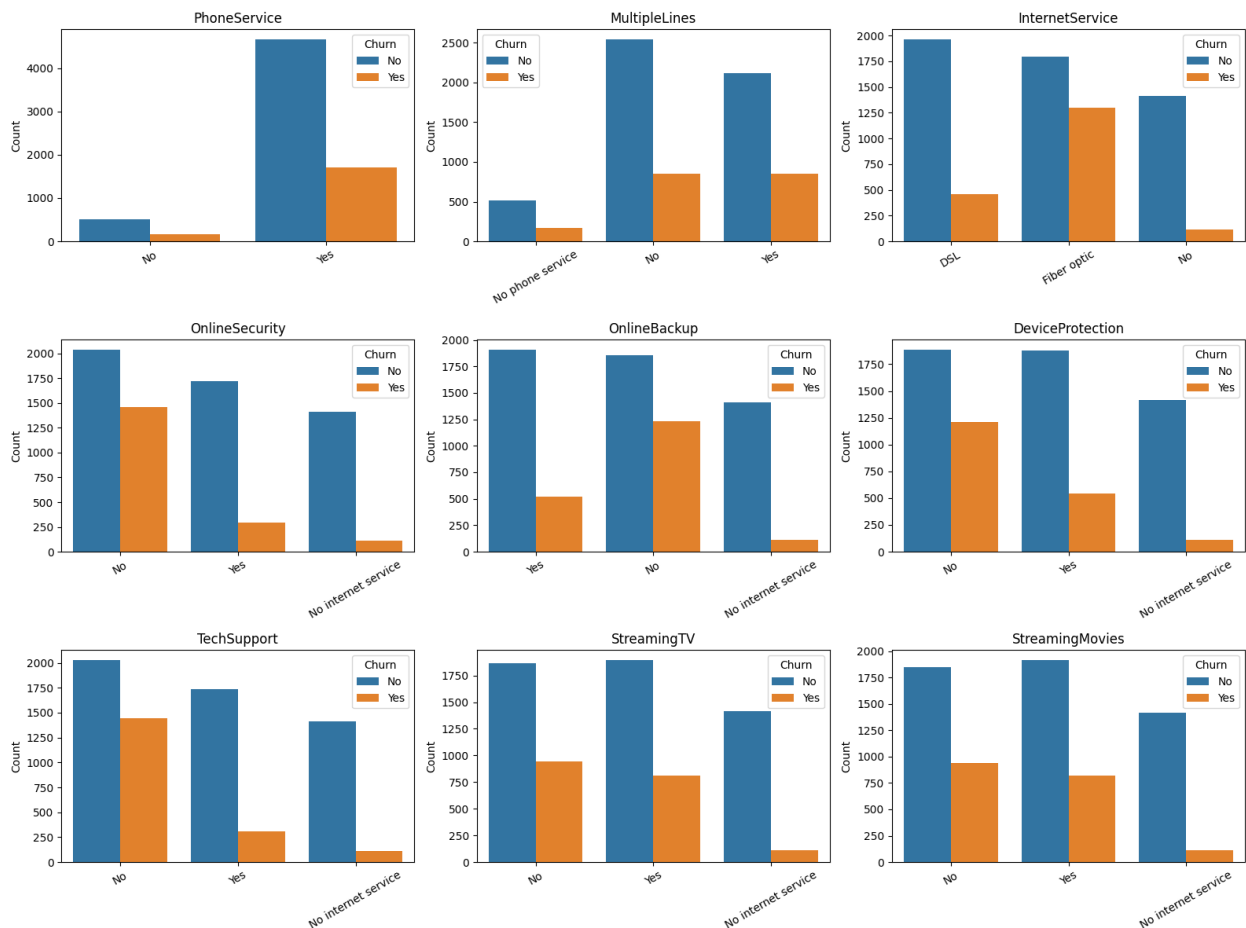 PhoneService
Count
4000
3000
2000
1000
0
No
Yes
Churn
No
Yes
MultipleLines
Count
2500
2000
1500
1000
500
0
No phone service
No
Yes
Churn
No
Yes
InternetService
Count
2000
1750
1500
1250
1000
750
500
250
0
DSL
Fiber optic
No
Churn
No
Yes
OnlineSecurity
Count
2000
1750
1500
1250
1000
750
500
250
0
No
Yes
No internet service
Churn
No
Yes
OnlineBackup
Count
2000
1750
1500
1250
1000
750
500
250
0
Yes
No
No internet service
Churn
No
Yes
DeviceProtection
Count
1750
1500
1250
1000
750
500
250
0
No
Yes
No internet service
Churn
No
Yes
TechSupport
Count
2000
1750
1500
1250
1000
750
500
250
0
No
Yes
No internet service
Churn
No
Yes
StreamingTV
Count
1750
1500
1250
1000
750
500
250
0
No
Yes
No internet service
Churn
No
Yes
StreamingMovies
Count
2000
1750
1500
1250
1000
750
500
250
0
No
Yes
No internet service
Churn
No
Yes